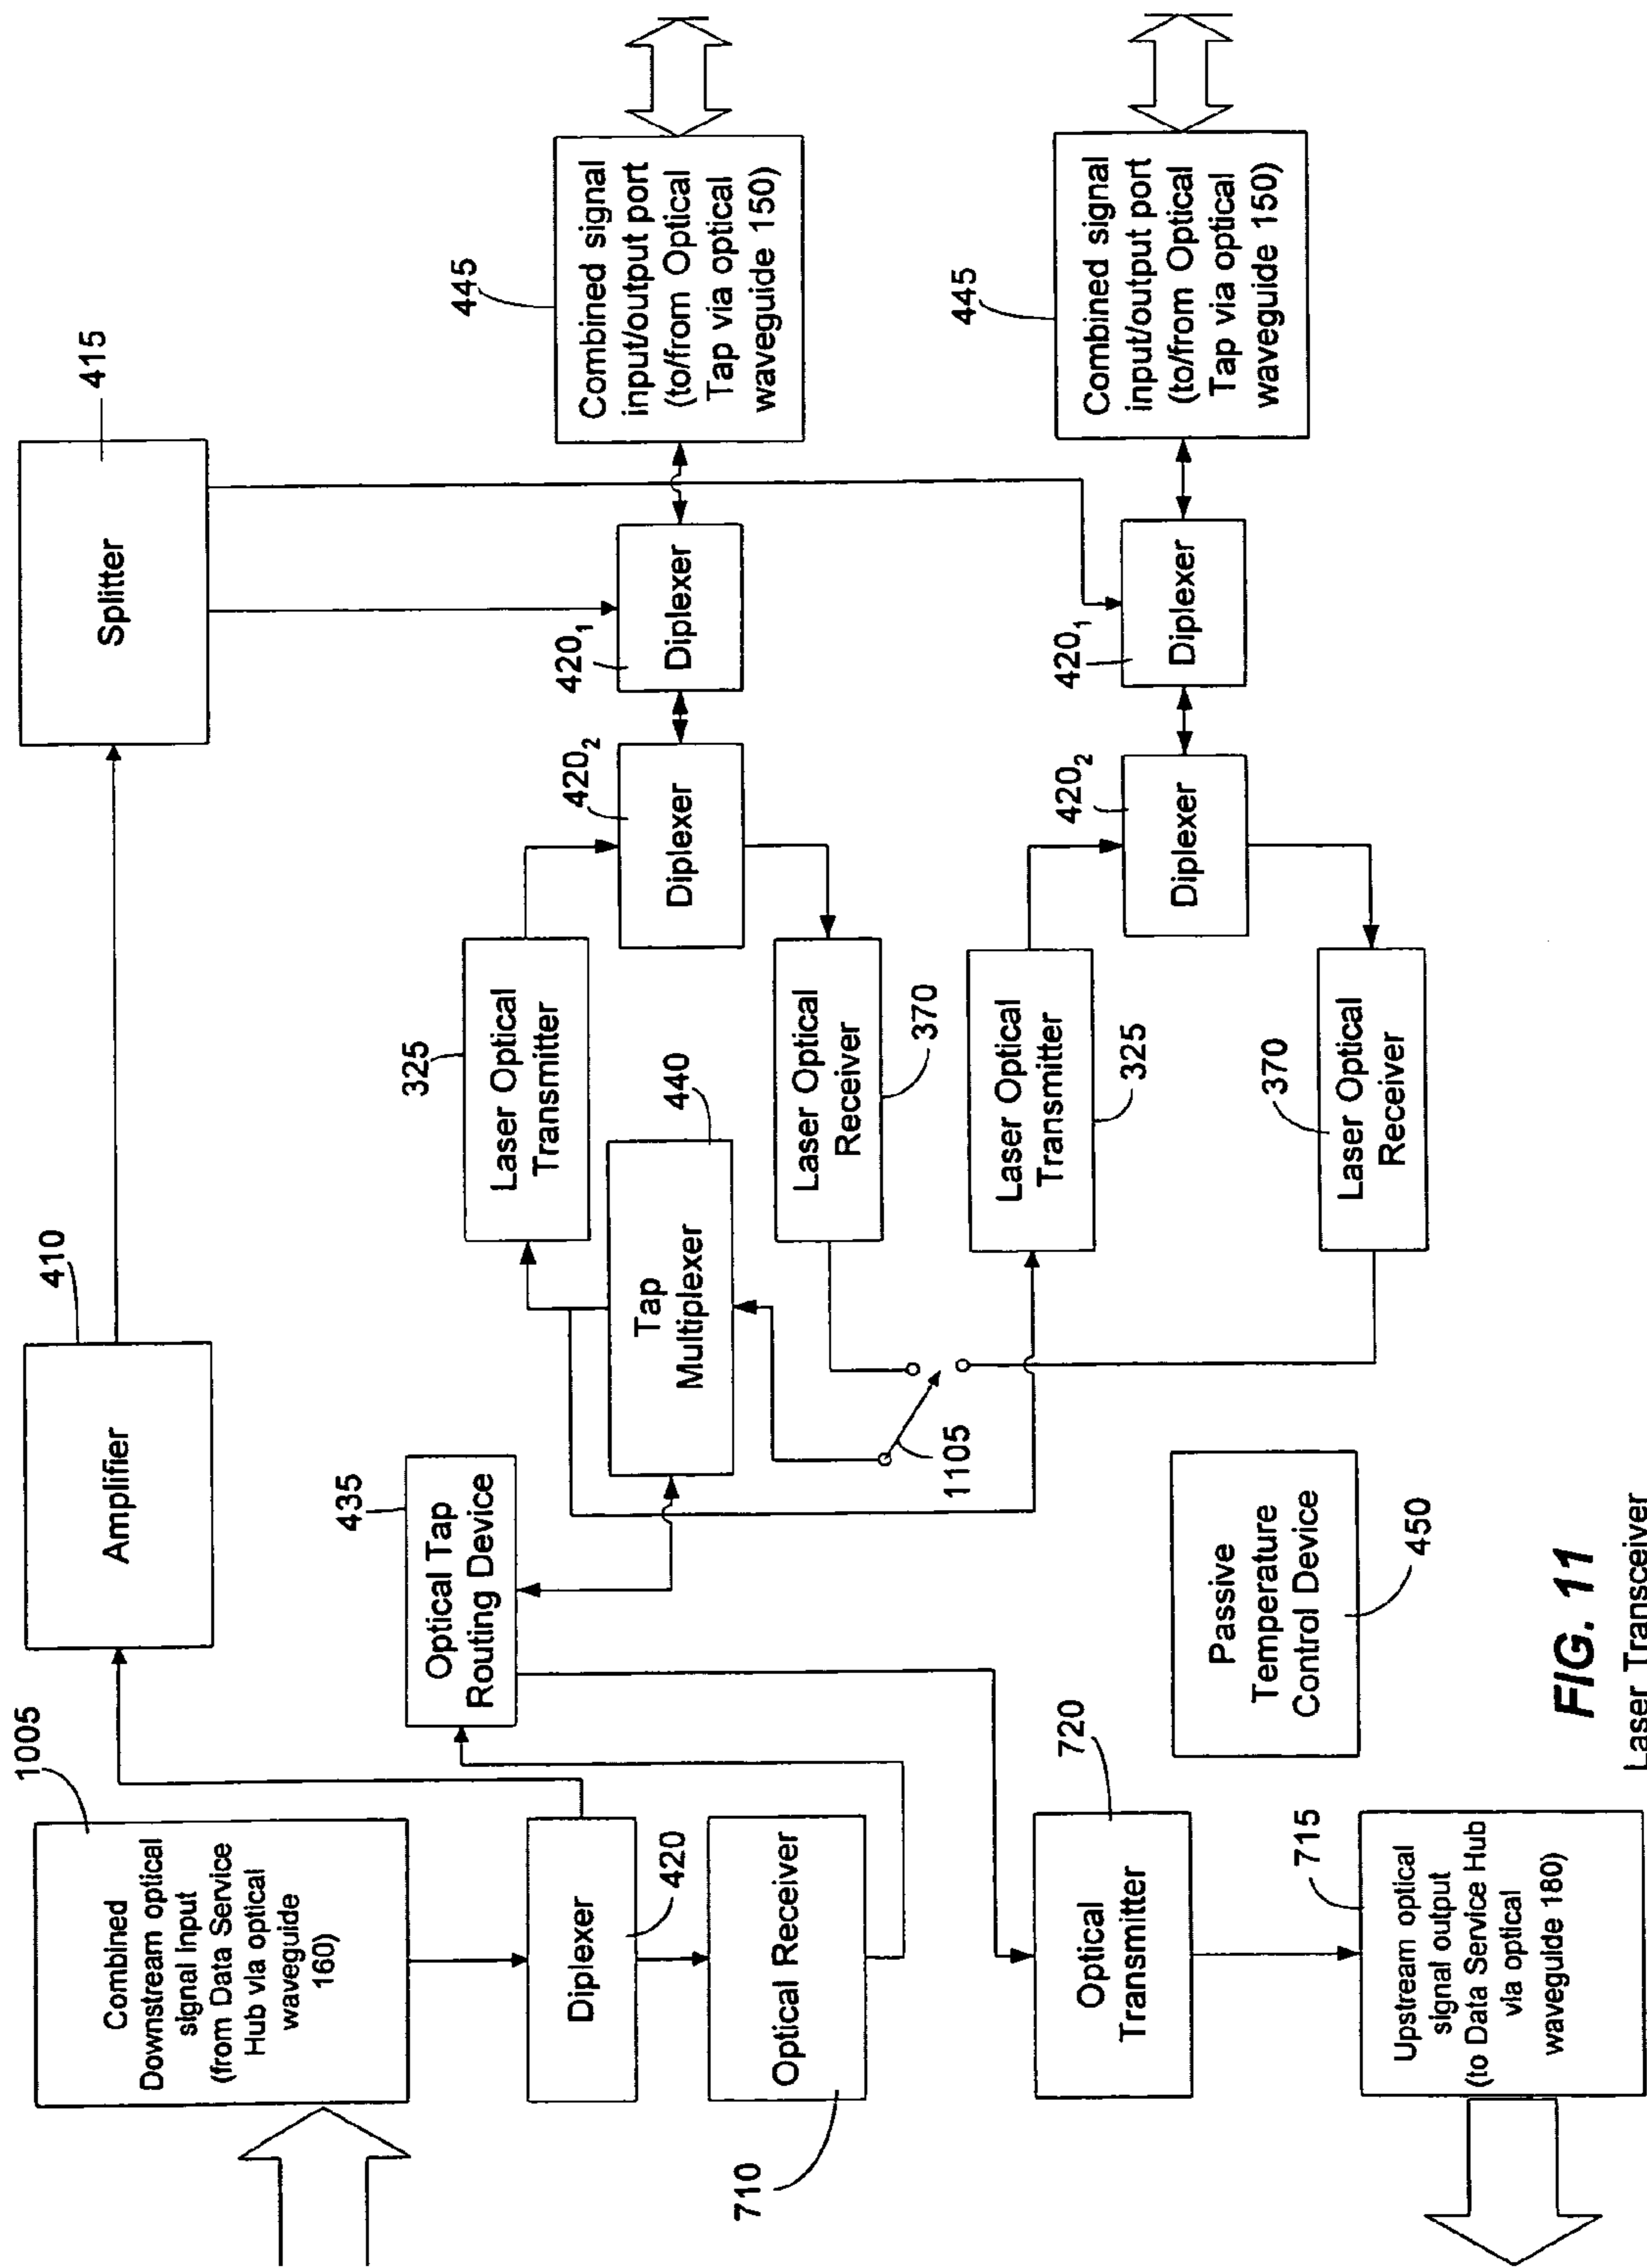 1005
Combined
Downstream optical
signal Input
(from Data Service
Hub via optical
waveguide
160)
410
Amplifier
Splitter
415
Diplexer
420
Optical Receiver
710
435
Optical Tap
Routing Device
325
Laser Optical
Transmitter
440
Tap
Multiplexer
Laser Optical
Receiver
370
420₂
Diplexer
420₁
Diplexer
445
Combined signal
input/output port
(to/from Optical
Tap via optical
waveguide 150)
1105
Laser Optical
Transmitter
325
Laser Optical
Receiver
370
420₂
Diplexer
420₁
Diplexer
445
Combined signal
input/output port
(to/from Optical
Tap via optical
waveguide 150)
720
Optical
Transmitter
715
Upstream optical
signal output
(to Data Service Hub
via optical
waveguide 180)
Passive
Temperature
Control Device
450
FIG. 11
Laser Transceiver